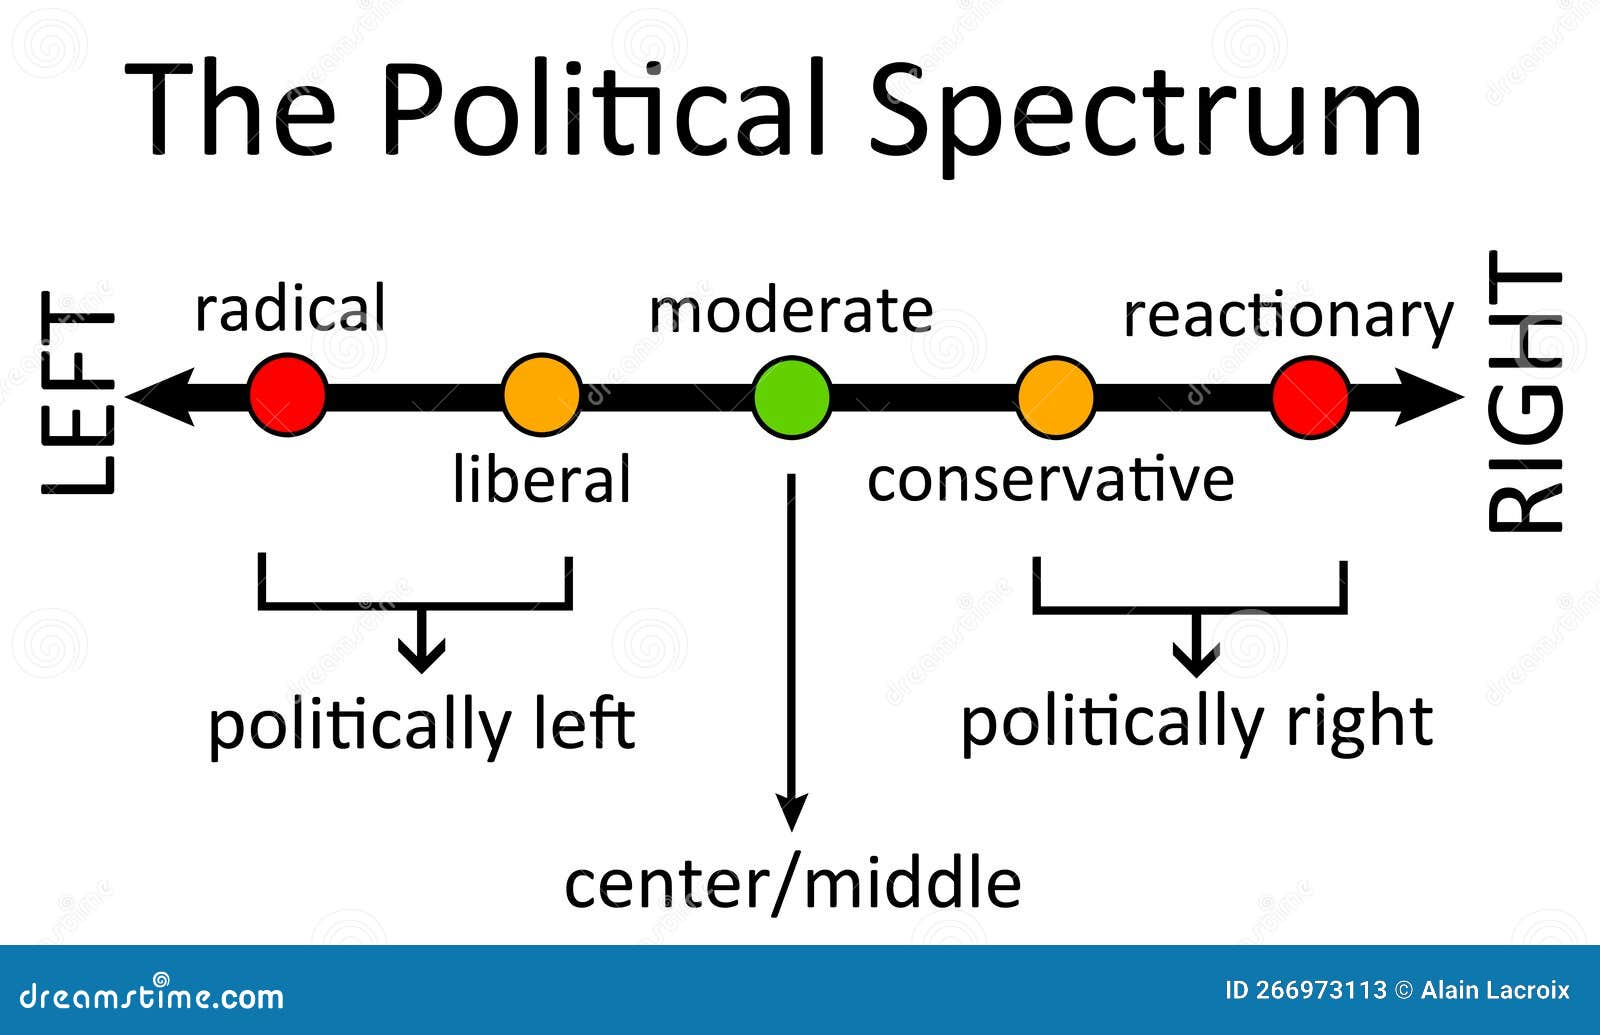 The Political Spectrum
LEFT
radical
moderate
reactionary
RIGHT
liberal
conservative
politically left
politically right
center/middle
dreamstime.com
ID 266973113 © Alain Lacroix
dreamstime